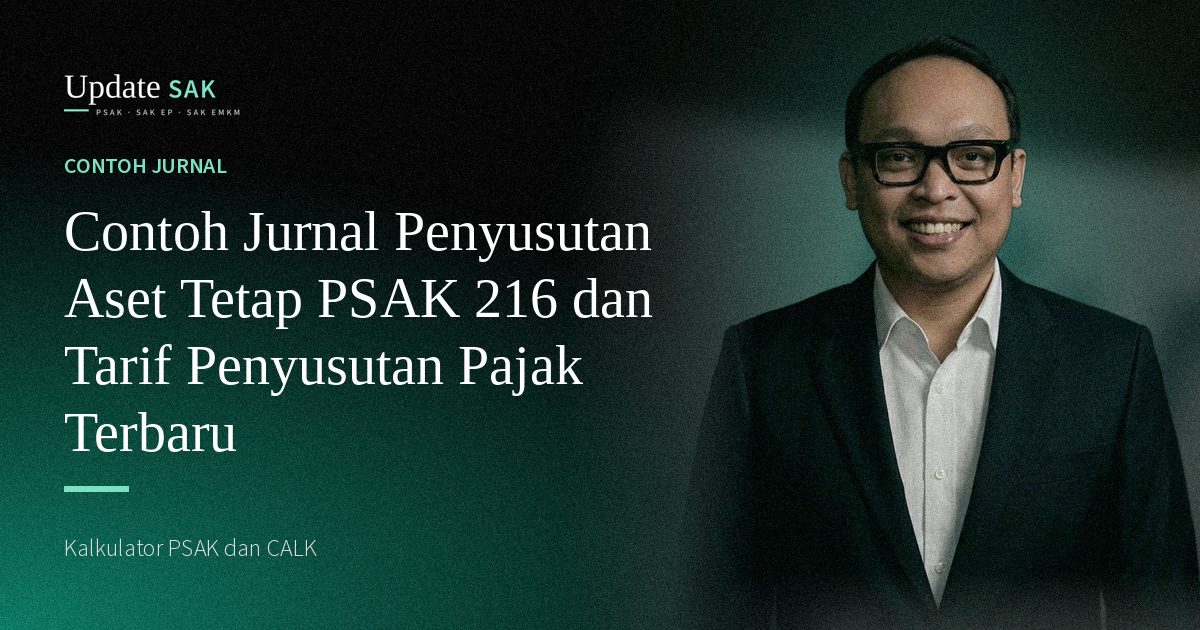 Update SAK
PSAK · SAK EP · SAK EMKM
CONTOH JURNAL
Contoh Jurnal Penyusutan
Aset Tetap PSAK 216 dan
Tarif Penyusutan Pajak
Terbaru
Kalkulator PSAK dan CALK